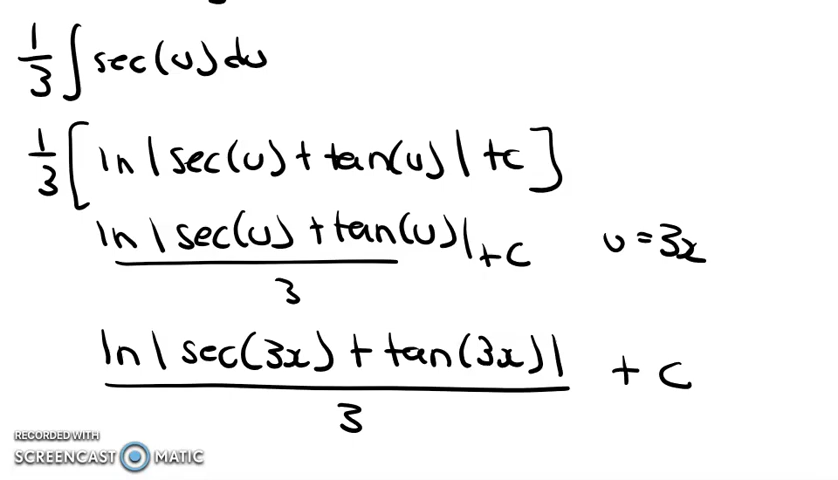 1/3 ∫ sec(u) du
1/3 [ ln | sec(u) + tan(u) | + c ]
ln | sec(u) + tan(u) | / 3 + c    u = 3x
ln | sec(3x) + tan(3x) | / 3 + c
RECORDED WITH
SCREENCAST MATIC